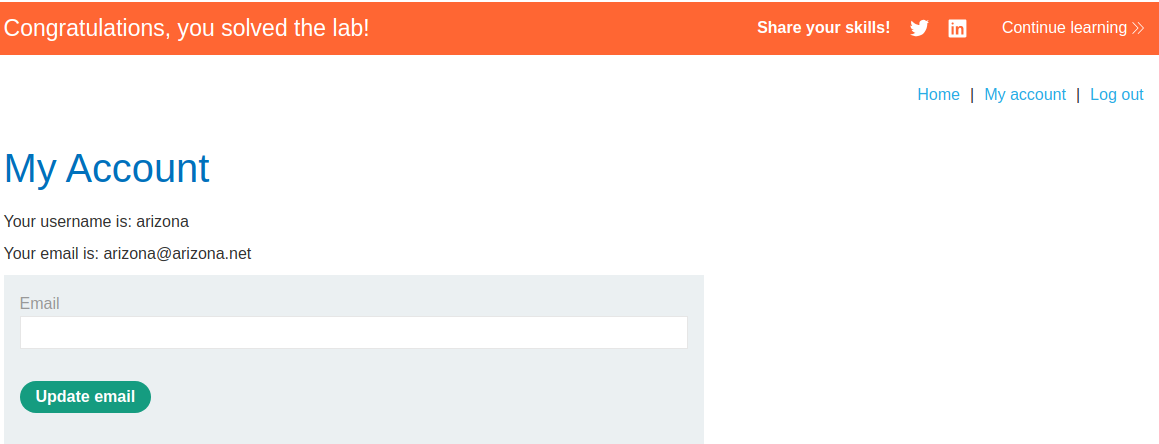 Congratulations, you solved the lab!
Share your skills!
Continue learning
Home | My account | Log out
My Account
Your username is: arizona
Your email is: arizona@arizona.net
Email
Update email